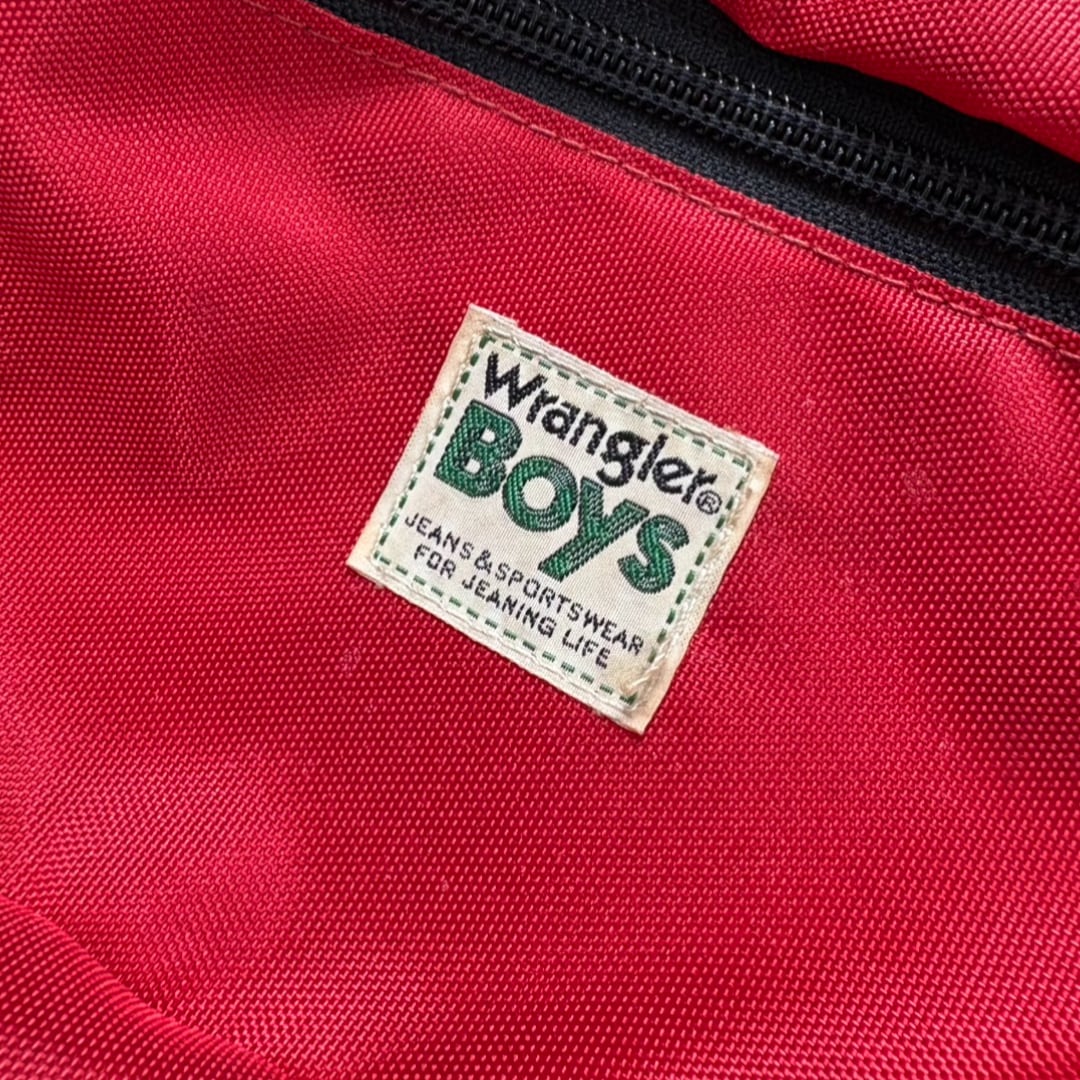 Wrangler®
BOYS
JEANS & SPORTSWEAR
FOR JEANING LIFE